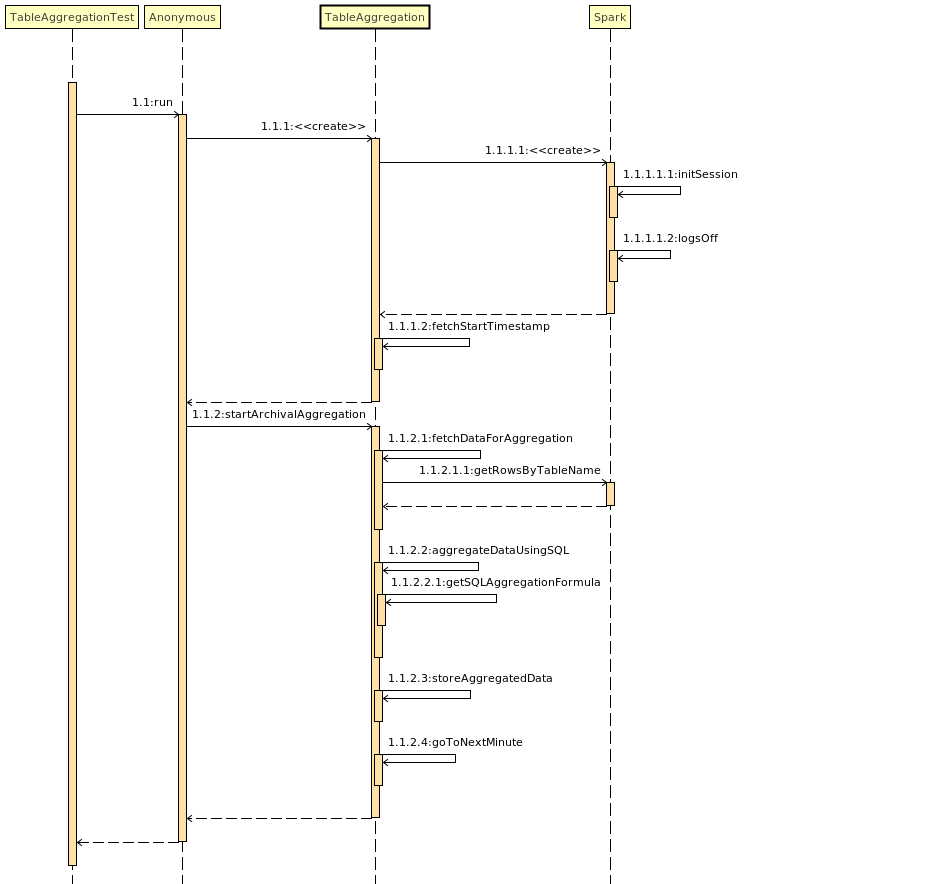 TableAggregationTest
Anonymous
TableAggregation
Spark
1.1:run
1.1.1:<<create>>
1.1.1.1:<<create>>
1.1.1.1.1:initSession
1.1.1.1.2:logsOff
1.1.1.2:fetchStartTimestamp
1.1.2:startArchivalAggregation
1.1.2.1:fetchDataForAggregation
1.1.2.1.1:getRowsByTableName
1.1.2.2:aggregateDataUsingSQL
1.1.2.2.1:getSQLAggregationFormula
1.1.2.3:storeAggregatedData
1.1.2.4:goToNextMinute